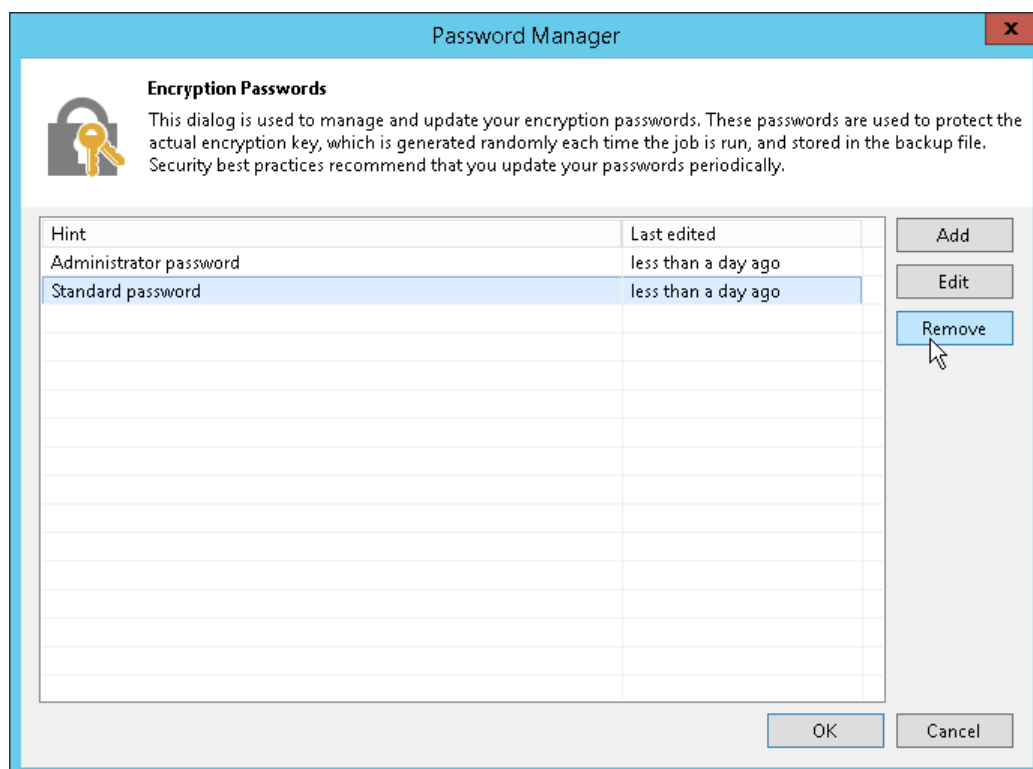 Password Manager
x
Encryption Passwords
This dialog is used to manage and update your encryption passwords. These passwords are used to protect the
actual encryption key, which is generated randomly each time the job is run, and stored in the backup file.
Security best practices recommend that you update your passwords periodically.
Hint Last edited
Administrator password less than a day ago
Standard password less than a day ago
Add
Edit
Remove
OK Cancel